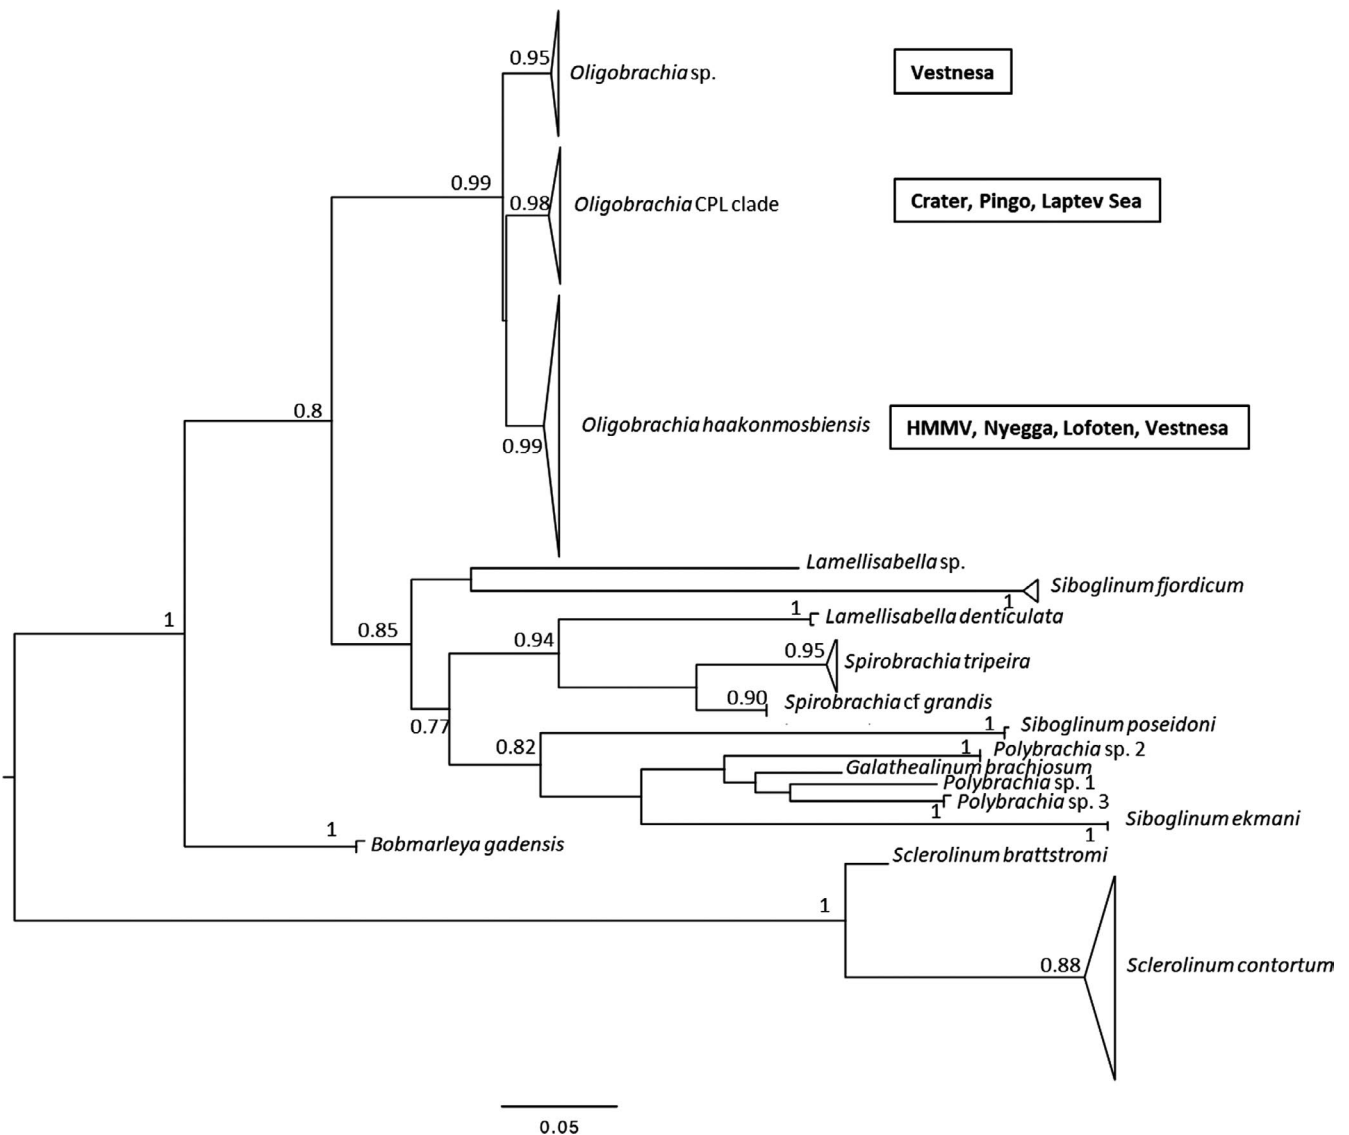 0.95
Oligobrachia sp.
Vestnesa
0.99
0.98
Oligobrachia CPL clade
Crater, Pingo, Laptev Sea
0.8
Oligobrachia haakonmosbiensis
HMMV, Nyegga, Lofoten, Vestnesa
0.99
Lamellisabella sp.
Siboglinum fjordicum
1
1
Lamellisabella denticulata
1
0.85
0.94
0.95
Spirobrachia tripeira
0.90
Spirobrachia cf grandis
0.77
1
Siboglinum poseidoni
0.82
1
Polybrachia sp. 2
Galathealinum brachiosum
Polybrachia sp. 1
Polybrachia sp. 3
1
Siboglinum ekmani
1
1
Bobmarleya gadensis
Sclerolinum brattstromi
1
0.88
Sclerolinum contortum
0.05